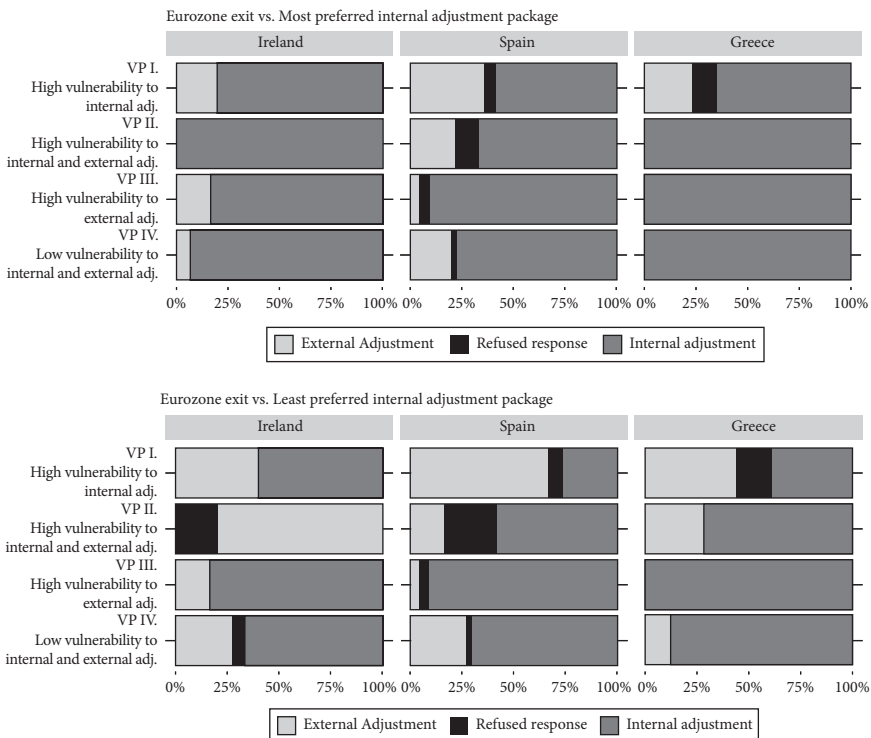 Eurozone exit vs. Most preferred internal adjustment package
Ireland Spain Greece
VP I.
High vulnerability to
internal adj.
VP II.
High vulnerability to
internal and external adj.
VP III.
High vulnerability to
external adj.
VP IV.
Low vulnerability to
internal and external adj.
0% 25% 50% 75% 100% 0% 25% 50% 75% 100% 0% 25% 50% 75% 100%
External Adjustment Refused response Internal adjustment
Eurozone exit vs. Least preferred internal adjustment package
Ireland Spain Greece
VP I.
High vulnerability to
internal adj.
VP II.
High vulnerability to
internal and external adj.
VP III.
High vulnerability to
external adj.
VP IV.
Low vulnerability to
internal and external adj.
0% 25% 50% 75% 100% 0% 25% 50% 75% 100% 0% 25% 50% 75% 100%
External Adjustment Refused response Internal adjustment